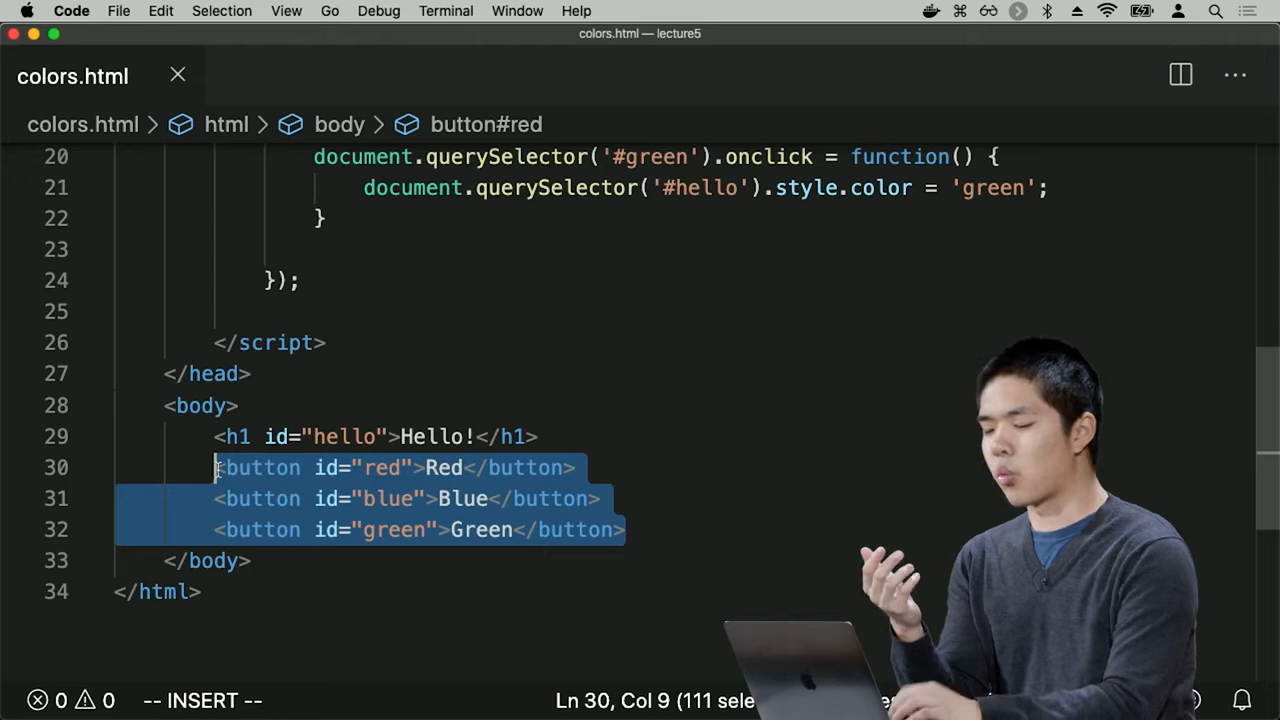 Code File Edit Selection View Go Debug Terminal Window Help
colors.html — lecture5
colors.html
colors.html > html > body > button#red
20 document.querySelector('#green').onclick = function() {
21 document.querySelector('#hello').style.color = 'green';
22 }
23
24 });
25
26 </script>
27 </head>
28 <body>
29 <h1 id="hello">Hello!</h1>
30 <button id="red">Red</button>
31 <button id="blue">Blue</button>
32 <button id="green">Green</button>
33 </body>
34 </html>
0 0 -- INSERT -- Ln 30, Col 9 (111 sele